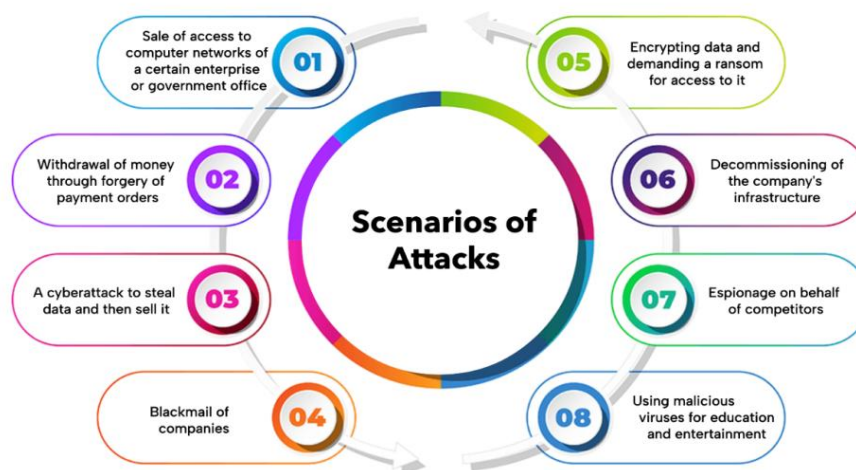 01
Sale of access to
computer networks of
a certain enterprise
or government office
02
Withdrawal of money
through forgery of
payment orders
03
A cyberattack to steal
data and then sell it
04
Blackmail of
companies
Scenarios of
Attacks
05
Encrypting data and
demanding a ransom
for access to it
06
Decommissioning of
the company's
infrastructure
07
Espionage on behalf
of competitors
08
Using malicious
viruses for education
and entertainment